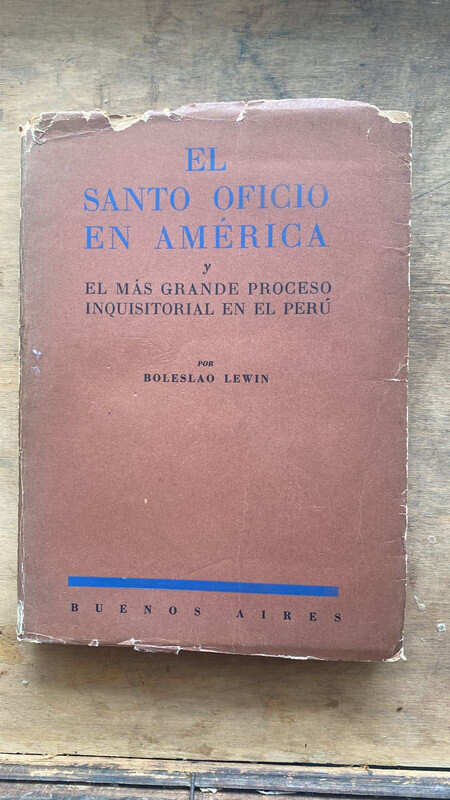 EL
SANTO OFICIO
EN AMÉRICA
y
EL MÁS GRANDE PROCESO
INQUISITORIAL EN EL PERÚ
POR
BOLESLAO LEWIN
BUENOS AIRES